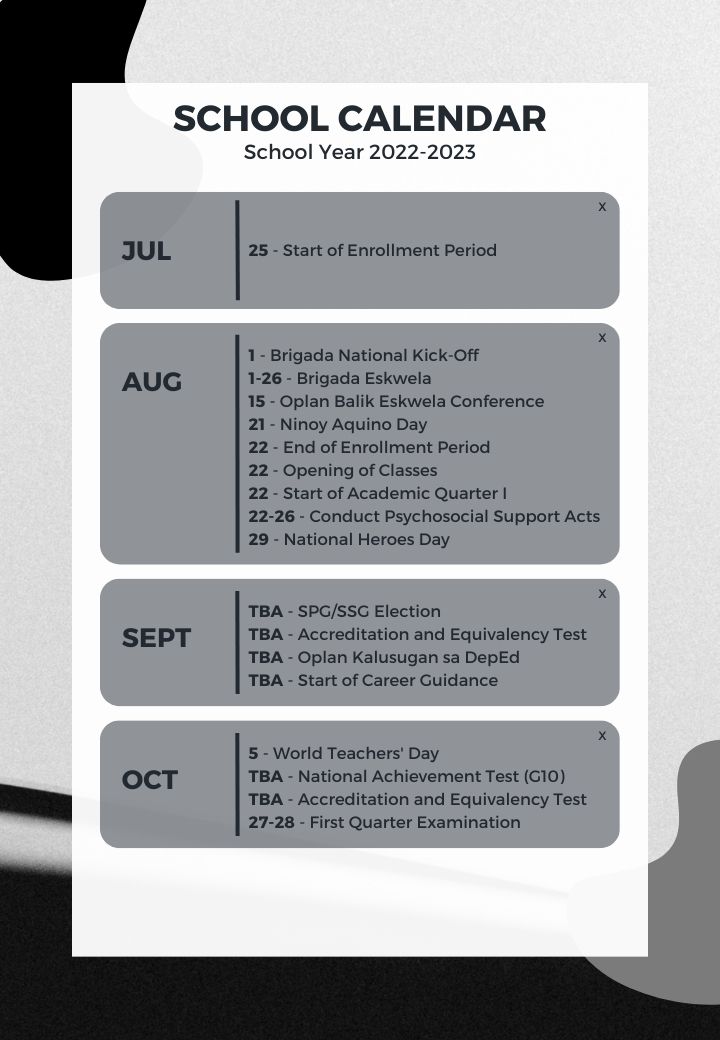 SCHOOL CALENDAR
School Year 2022-2023
x
JUL
25 - Start of Enrollment Period
x
AUG
1 - Brigada National Kick-Off
1-26 - Brigada Eskwela
15 - Oplan Balik Eskwela Conference
21 - Ninoy Aquino Day
22 - End of Enrollment Period
22 - Opening of Classes
22 - Start of Academic Quarter I
22-26 - Conduct Psychosocial Support Acts
29 - National Heroes Day
x
SEPT
TBA - SPG/SSG Election
TBA - Accreditation and Equivalency Test
TBA - Oplan Kalusugan sa DepEd
TBA - Start of Career Guidance
x
OCT
5 - World Teachers' Day
TBA - National Achievement Test (G10)
TBA - Accreditation and Equivalency Test
27-28 - First Quarter Examination